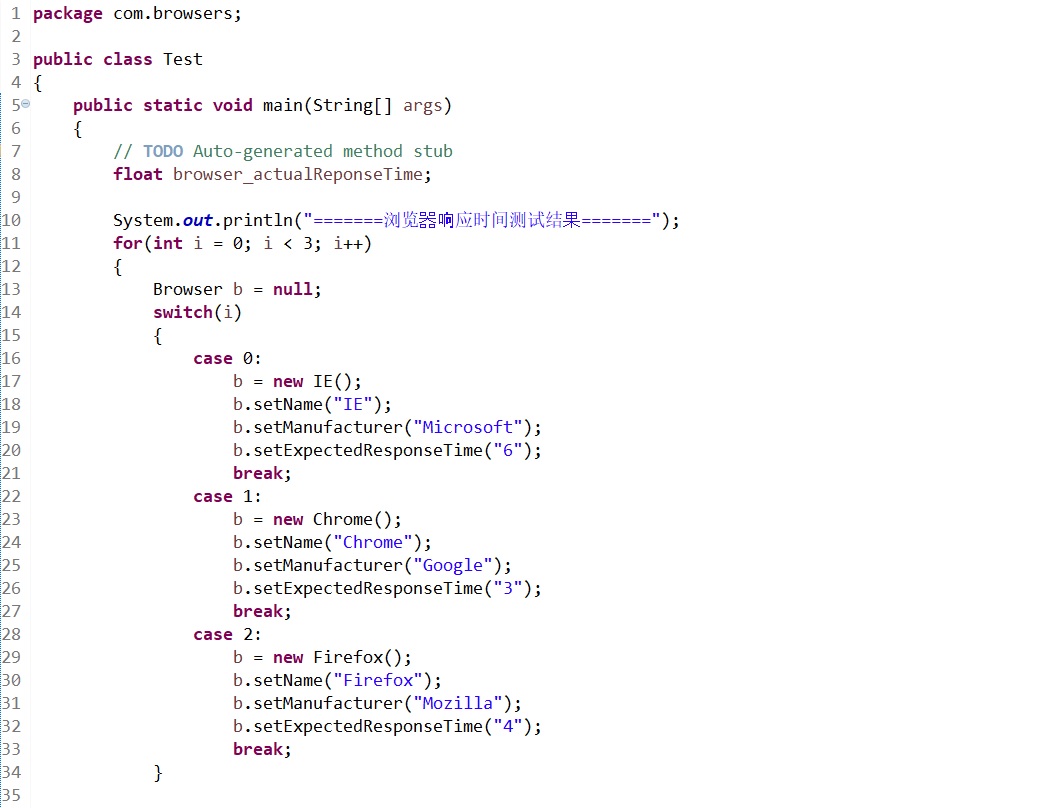 1 package com.browsers;
2
3 public class Test
4 {
5 public static void main(String[] args)
6 {
7 // TODO Auto-generated method stub
8 float browser_actualReponseTime;
9
10 System.out.println("=======浏览器响应时间测试结果=======");
11 for(int i = 0; i < 3; i++)
12 {
13 Browser b = null;
14 switch(i)
15 {
16 case 0:
17 b = new IE();
18 b.setName("IE");
19 b.setManufacturer("Microsoft");
20 b.setExpectedResponseTime("6");
21 break;
22 case 1:
23 b = new Chrome();
24 b.setName("Chrome");
25 b.setManufacturer("Google");
26 b.setExpectedResponseTime("3");
27 break;
28 case 2:
29 b = new Firefox();
30 b.setName("Firefox");
31 b.setManufacturer("Mozilla");
32 b.setExpectedResponseTime("4");
33 break;
34 }
35